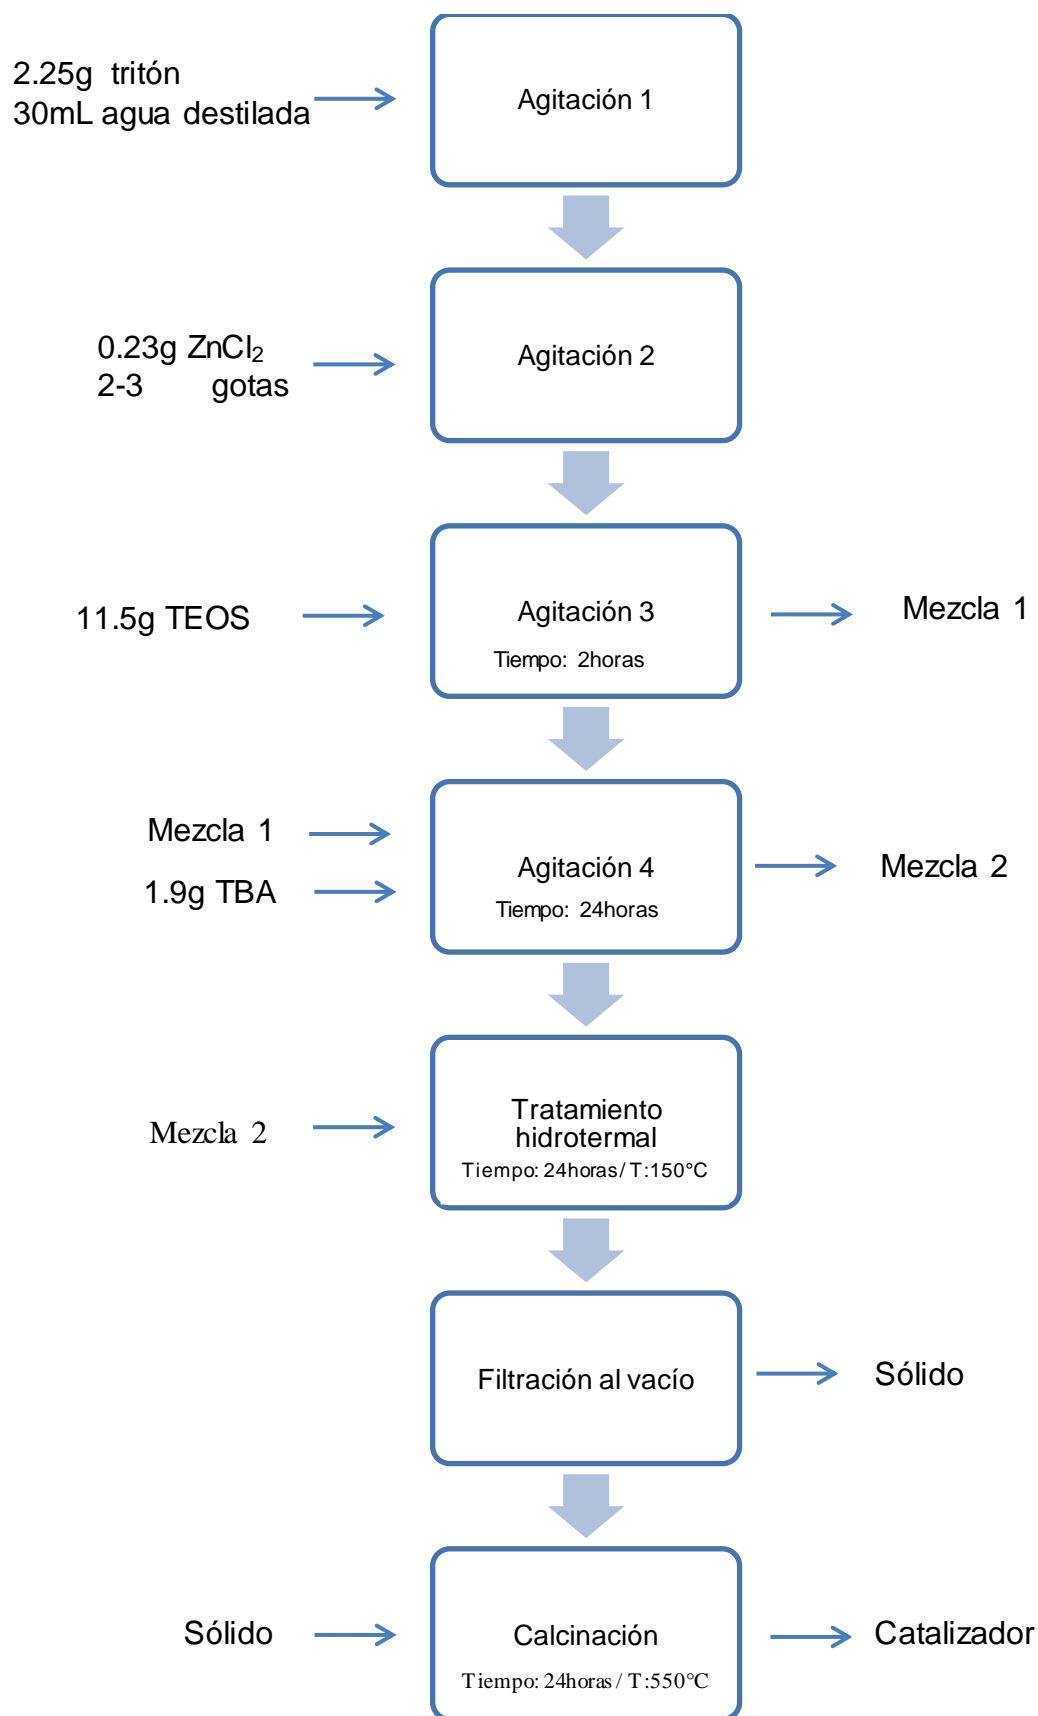 2.25g tritón
30mL agua destilada
Agitación 1
0.23g ZnCl₂
2-3 gotas
Agitación 2
11.5g TEOS
Agitación 3
Tiempo: 2horas
Mezcla 1
Mezcla 1
1.9g TBA
Agitación 4
Tiempo: 24horas
Mezcla 2
Mezcla 2
Tratamiento
hidrotermal
Tiempo: 24horas/ T:150°C
Filtración al vacío
Sólido
Sólido
Calcinación
Tiempo: 24horas / T:550°C
Catalizador